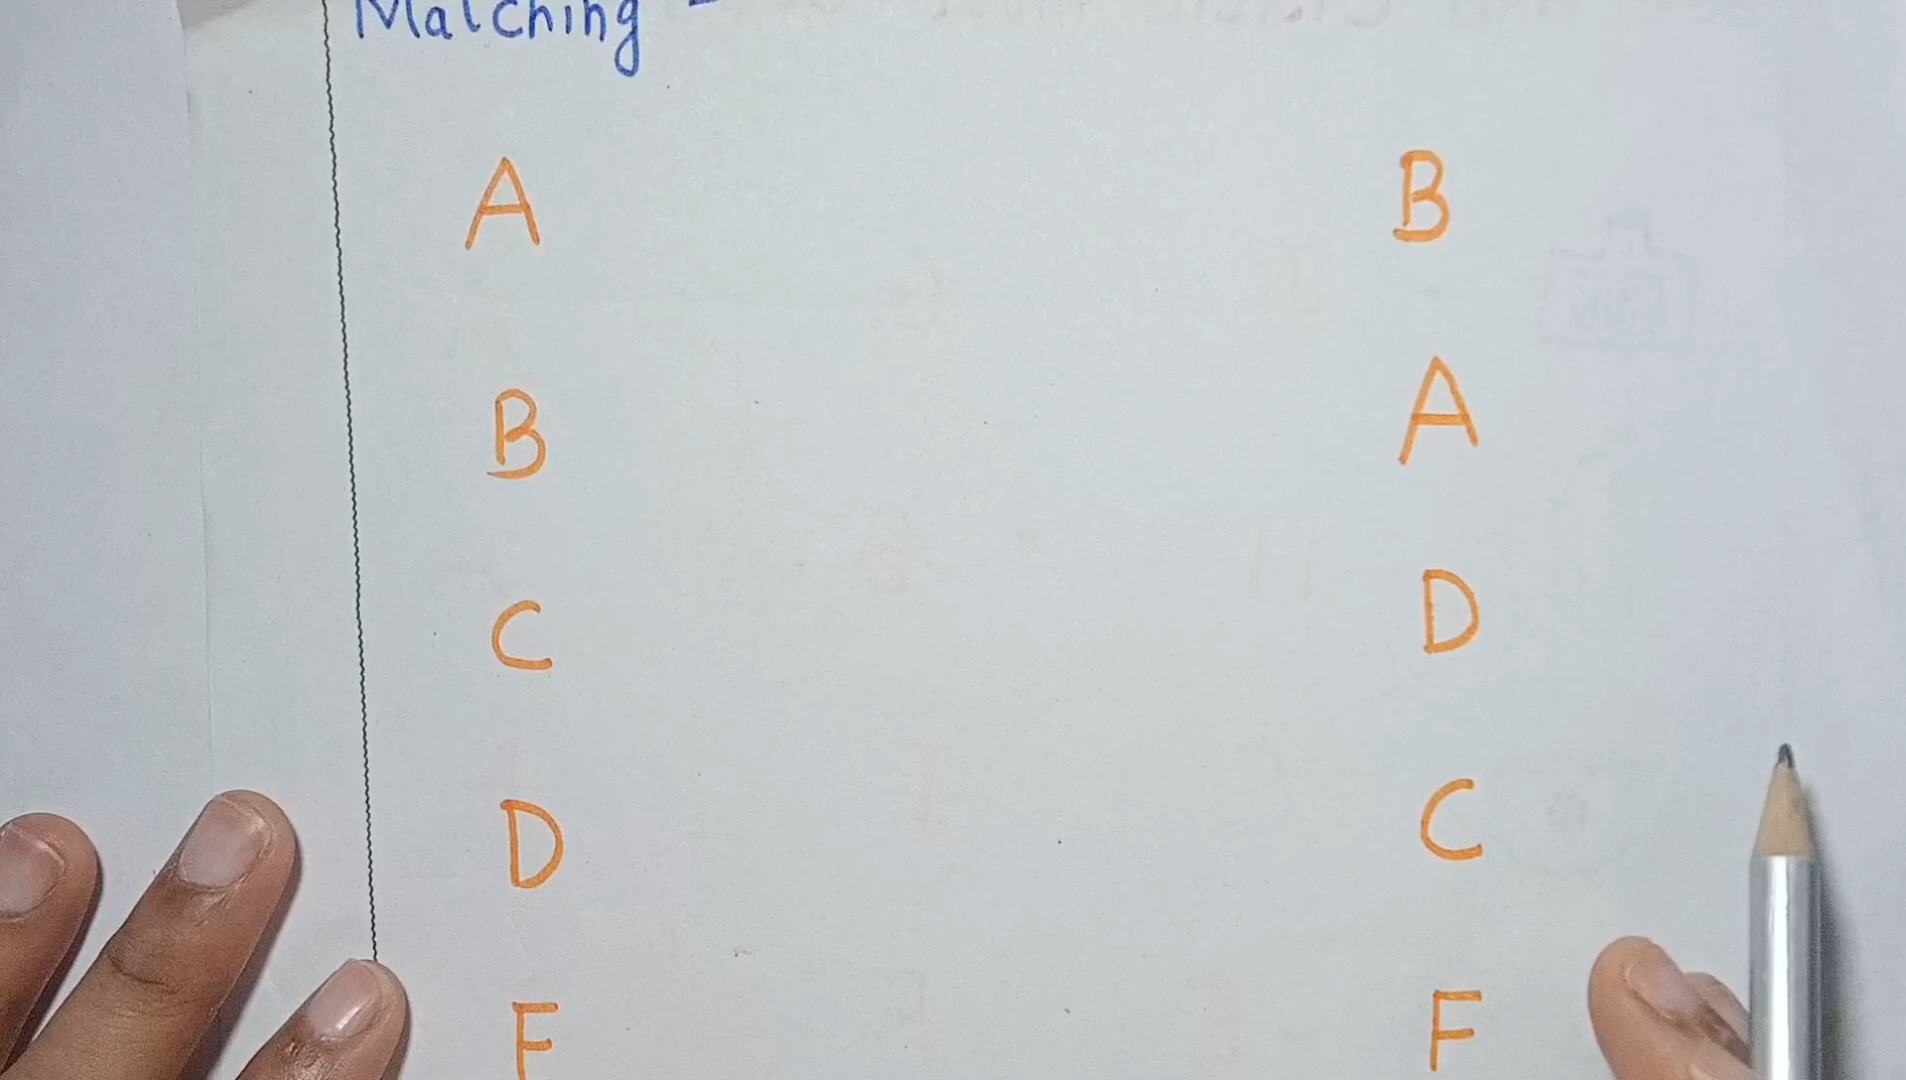 Matching -
A B
B A
C D
D C
F